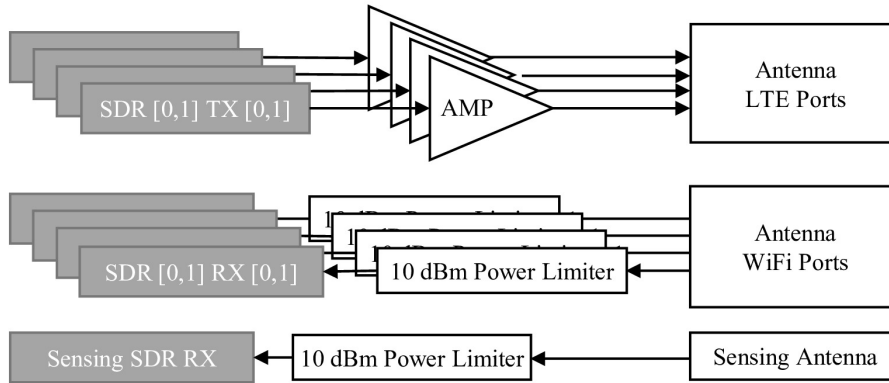 SDR [0,1] TX [0,1]
AMP
Antenna
LTE Ports
SDR [0,1] RX [0,1]
10 dBm Power Limiter
Antenna
WiFi Ports
Sensing SDR RX
10 dBm Power Limiter
Sensing Antenna